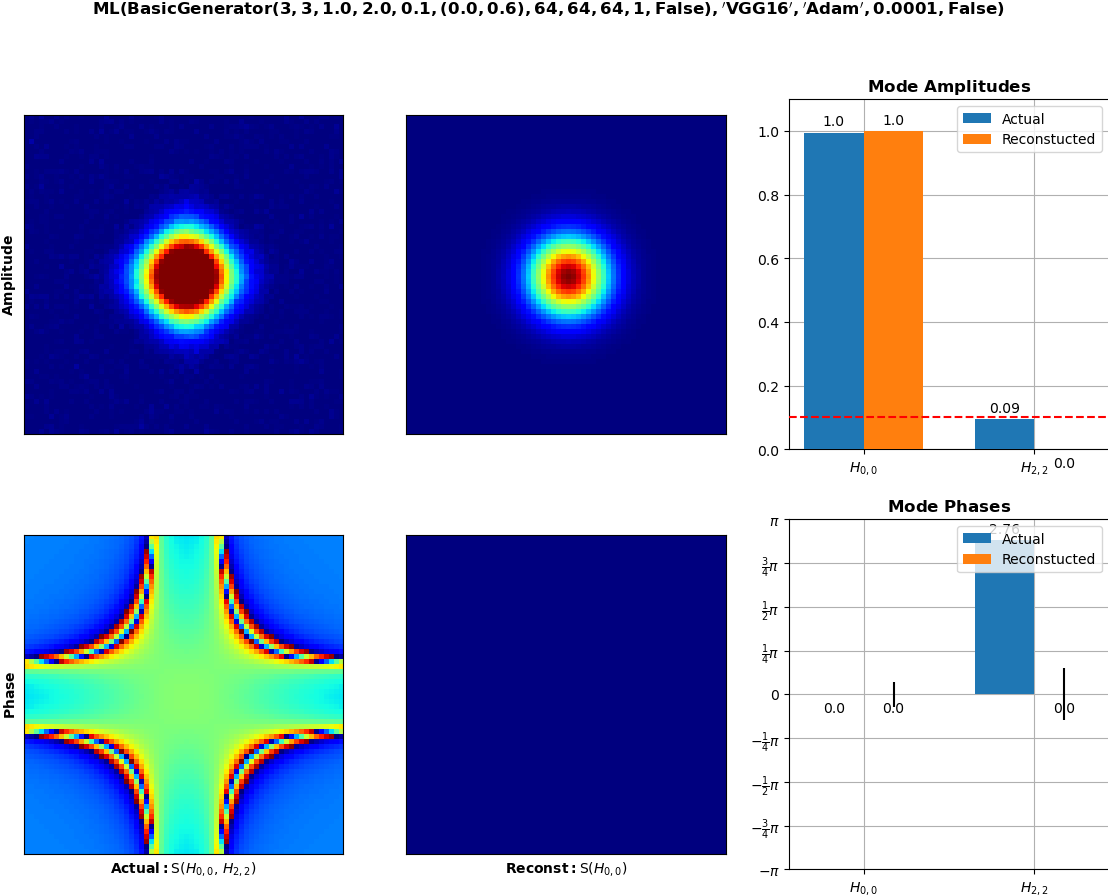 ML(BasicGenerator(3, 3, 1.0, 2.0, 0.1, (0.0, 0.6), 64, 64, 64, 1, False), 'VGG16', 'Adam', 0.0001, False)
Amplitude
Mode Amplitudes
1.0
1.0
Actual
Reconstucted
1.0
0.8
0.6
0.4
0.2
0.0
0.09
0.0
H0,0
H2,2
Phase
Actual: S(H0,0, H2,2)
Reconst: S(H0,0)
Mode Phases
2.76
Actual
Reconstucted
π
3/4π
1/2π
1/4π
0
−1/4π
−1/2π
−3/4π
−π
0.0
0.0
0.0
H0,0
H2,2